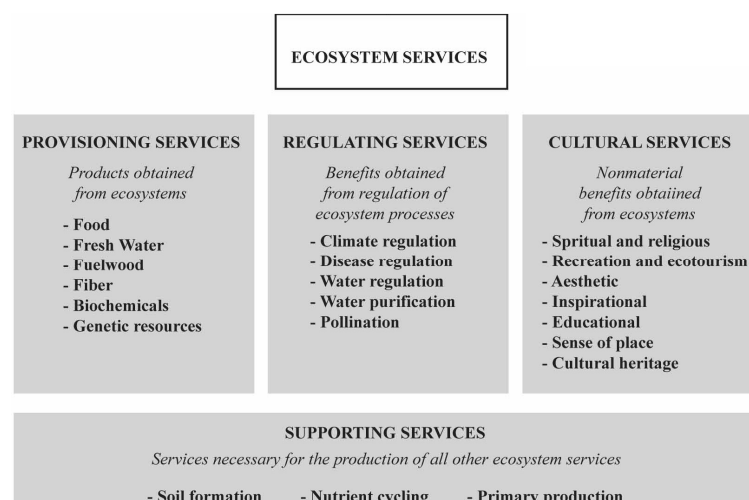 ECOSYSTEM SERVICES
PROVISIONING SERVICES
Products obtained
from ecosystems
- Food
- Fresh Water
- Fuelwood
- Fiber
- Biochemicals
- Genetic resources
REGULATING SERVICES
Benefits obtained
from regulation of
ecosystem processes
- Climate regulation
- Disease regulation
- Water regulation
- Water purification
- Pollination
CULTURAL SERVICES
Nonmaterial
benefits obtaiined
from ecosystems
- Spritual and religious
- Recreation and ecotourism
- Aesthetic
- Inspirational
- Educational
- Sense of place
- Cultural heritage
SUPPORTING SERVICES
Services necessary for the production of all other ecosystem services
- Soil formation - Nutrient cycling - Primary production